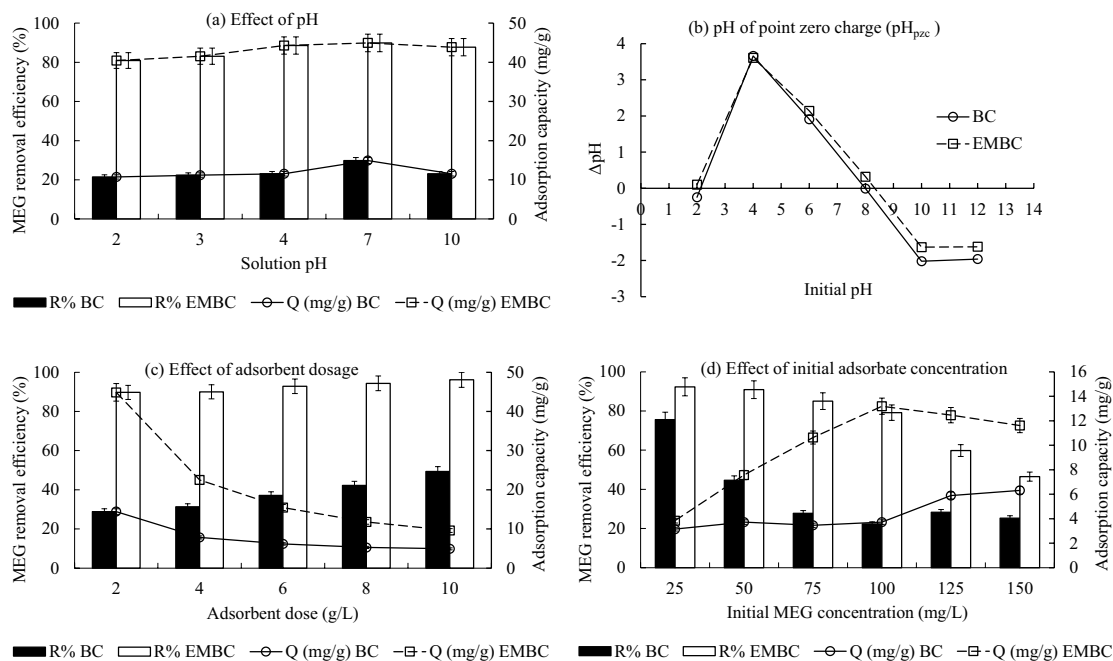 (a) Effect of pH
MEG removal efficiency (%)
100
80
60
40
20
0
50
40
30
20
10
0
Adsorption capacity (mg/g)
2 3 4 7 10
Solution pH
R% BC R% EMBC Q (mg/g) BC Q (mg/g) EMBC
(b) pH of point zero charge (pHpzc )
ΔpH
4
3
2
1
0
-1
-2
-3
0 1 2 3 4 5 6 7 8 9 10 11 12 13 14
Initial pH
BC
EMBC
(c) Effect of adsorbent dosage
MEG removal efficiency (%)
100
80
60
40
20
0
50
40
30
20
10
0
Adsorption capacity (mg/g)
2 4 6 8 10
Adsorbent dose (g/L)
R% BC R% EMBC Q (mg/g) BC Q (mg/g) EMBC
(d) Effect of initial adsorbate concentration
MEG removal efficiency (%)
100
80
60
40
20
0
16
14
12
10
8
6
4
2
0
Adsorption capacity (mg/g)
25 50 75 100 125 150
Initial MEG concentration (mg/L)
R% BC R% EMBC Q (mg/g) BC Q (mg/g) EMBC